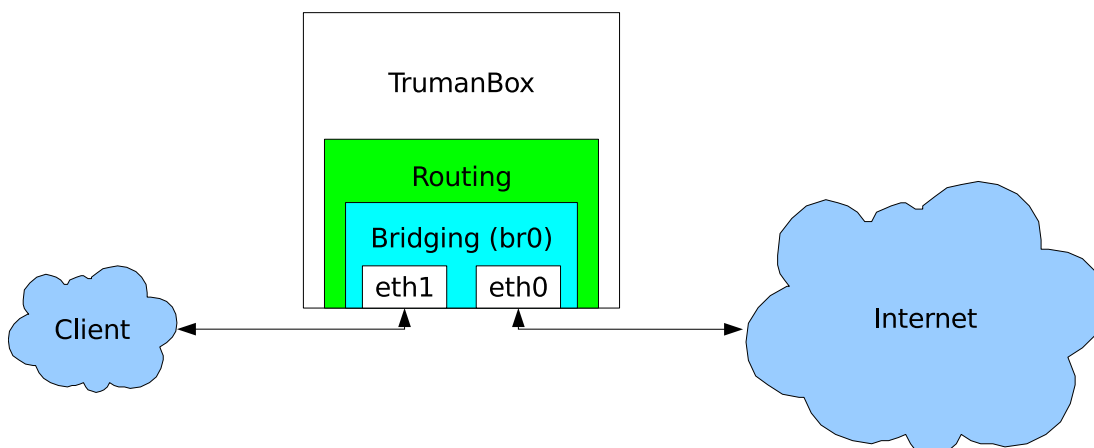 TrumanBox
Routing
Bridging (br0)
eth1
eth0
Client
Internet